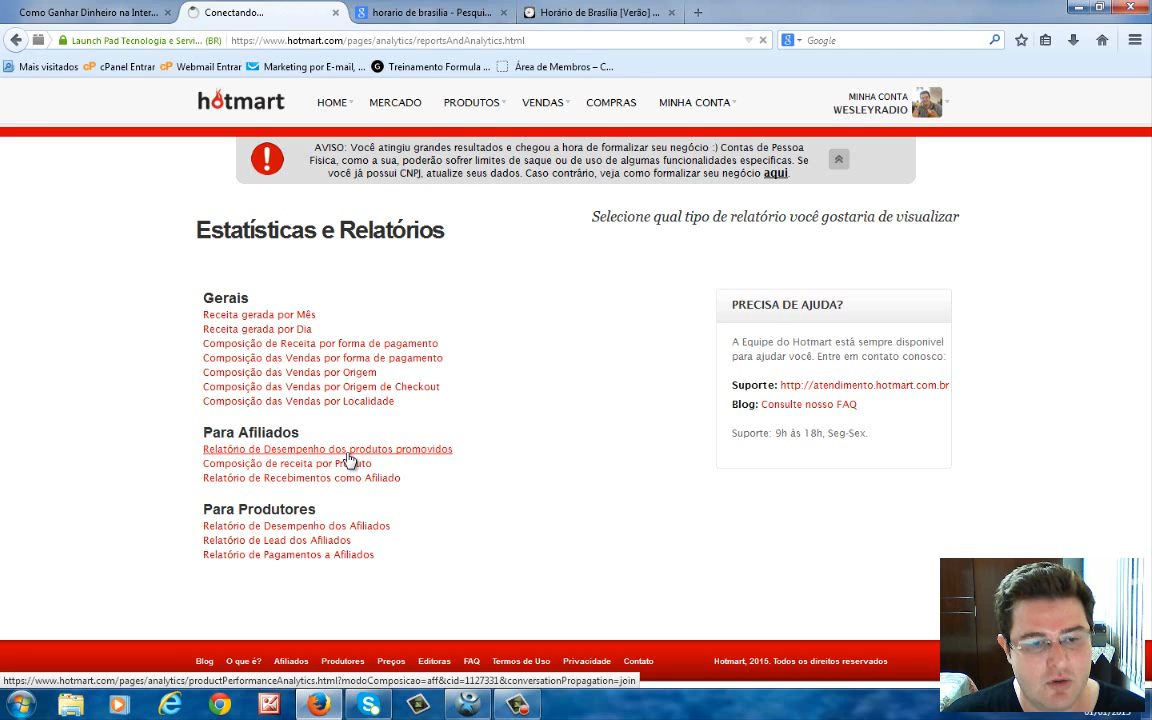 Como Ganhar Dinheiro na Inter...
Conectando...
horario de brasilia - Pesqui...
Horário de Brasília [Verão] ...
Launch Pad Tecnologia e Servi... (BR)
https://www.hotmart.com/pages/analytics/reportsAndAnalytics.html
Google
Mais visitados
cPanel Entrar
Webmail Entrar
Marketing por E-mail, ...
Treinamento Formula ...
Área de Membros – C...
hotmart
HOME
MERCADO
PRODUTOS
VENDAS
COMPRAS
MINHA CONTA
MINHA CONTA
WESLEYRADIO
AVISO: Você atingiu grandes resultados e chegou a hora de formalizar seu negócio :) Contas de Pessoa
Física, como a sua, poderão sofrer limites de saque ou de uso de algumas funcionalidades especificas. Se
você já possui CNPJ, atualize seus dados. Caso contrário, veja como formalizar seu negócio aqui.
Estatísticas e Relatórios
Selecione qual tipo de relatório você gostaria de visualizar
Gerais
Receita gerada por Mês
Receita gerada por Dia
Composição de Receita por forma de pagamento
Composição das Vendas por forma de pagamento
Composição das Vendas por Origem
Composição das Vendas por Origem de Checkout
Composição das Vendas por Localidade
Para Afiliados
Relatório de Desempenho dos produtos promovidos
Composição de receita por Produto
Relatório de Recebimentos como Afiliado
Para Produtores
Relatório de Desempenho dos Afiliados
Relatório de Lead dos Afiliados
Relatório de Pagamentos a Afiliados
PRECISA DE AJUDA?
A Equipe do Hotmart está sempre disponivel
para ajudar você. Entre em contato conosco:
Suporte: http://atendimento.hotmart.com.br
Blog: Consulte nosso FAQ
Suporte: 9h às 18h, Seg-Sex.
Blog
O que é?
Afiliados
Produtores
Preços
Editoras
FAQ
Termos de Uso
Privacidade
Contato
Hotmart, 2015. Todos os direitos reservados
https://www.hotmart.com/pages/analytics/productPerformanceAnalytics.html?modoComposicao=aff&cid=1127331&conversationPropagation=join